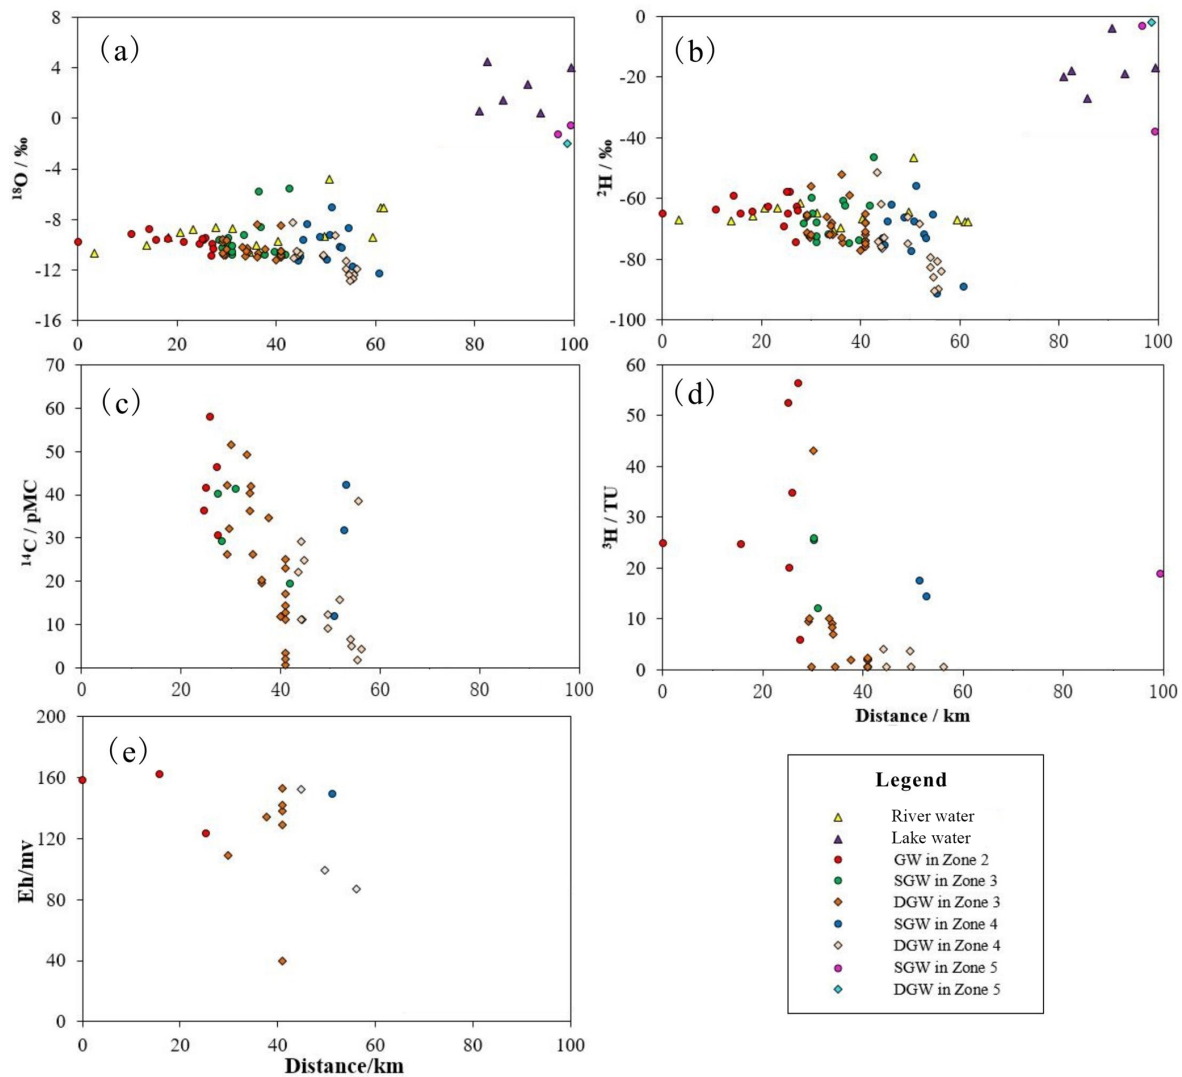 (a)
8
4
0
-4
-8
-12
-16
¹⁸O / ‰
0 20 40 60 80 100
(b)
0
-20
-40
-60
-80
-100
²H / ‰
0 20 40 60 80 100
(c)
70
60
50
40
30
20
10
0
¹⁴C / pMC
0 20 40 60 80 100
(d)
60
50
40
30
20
10
0
³H / TU
0 20 40 60 80 100
Distance / km
(e)
200
160
120
80
40
0
Eh/mv
0 20 40 60 80 100
Distance/km
Legend
River water
Lake water
GW in Zone 2
SGW in Zone 3
DGW in Zone 3
SGW in Zone 4
DGW in Zone 4
SGW in Zone 5
DGW in Zone 5